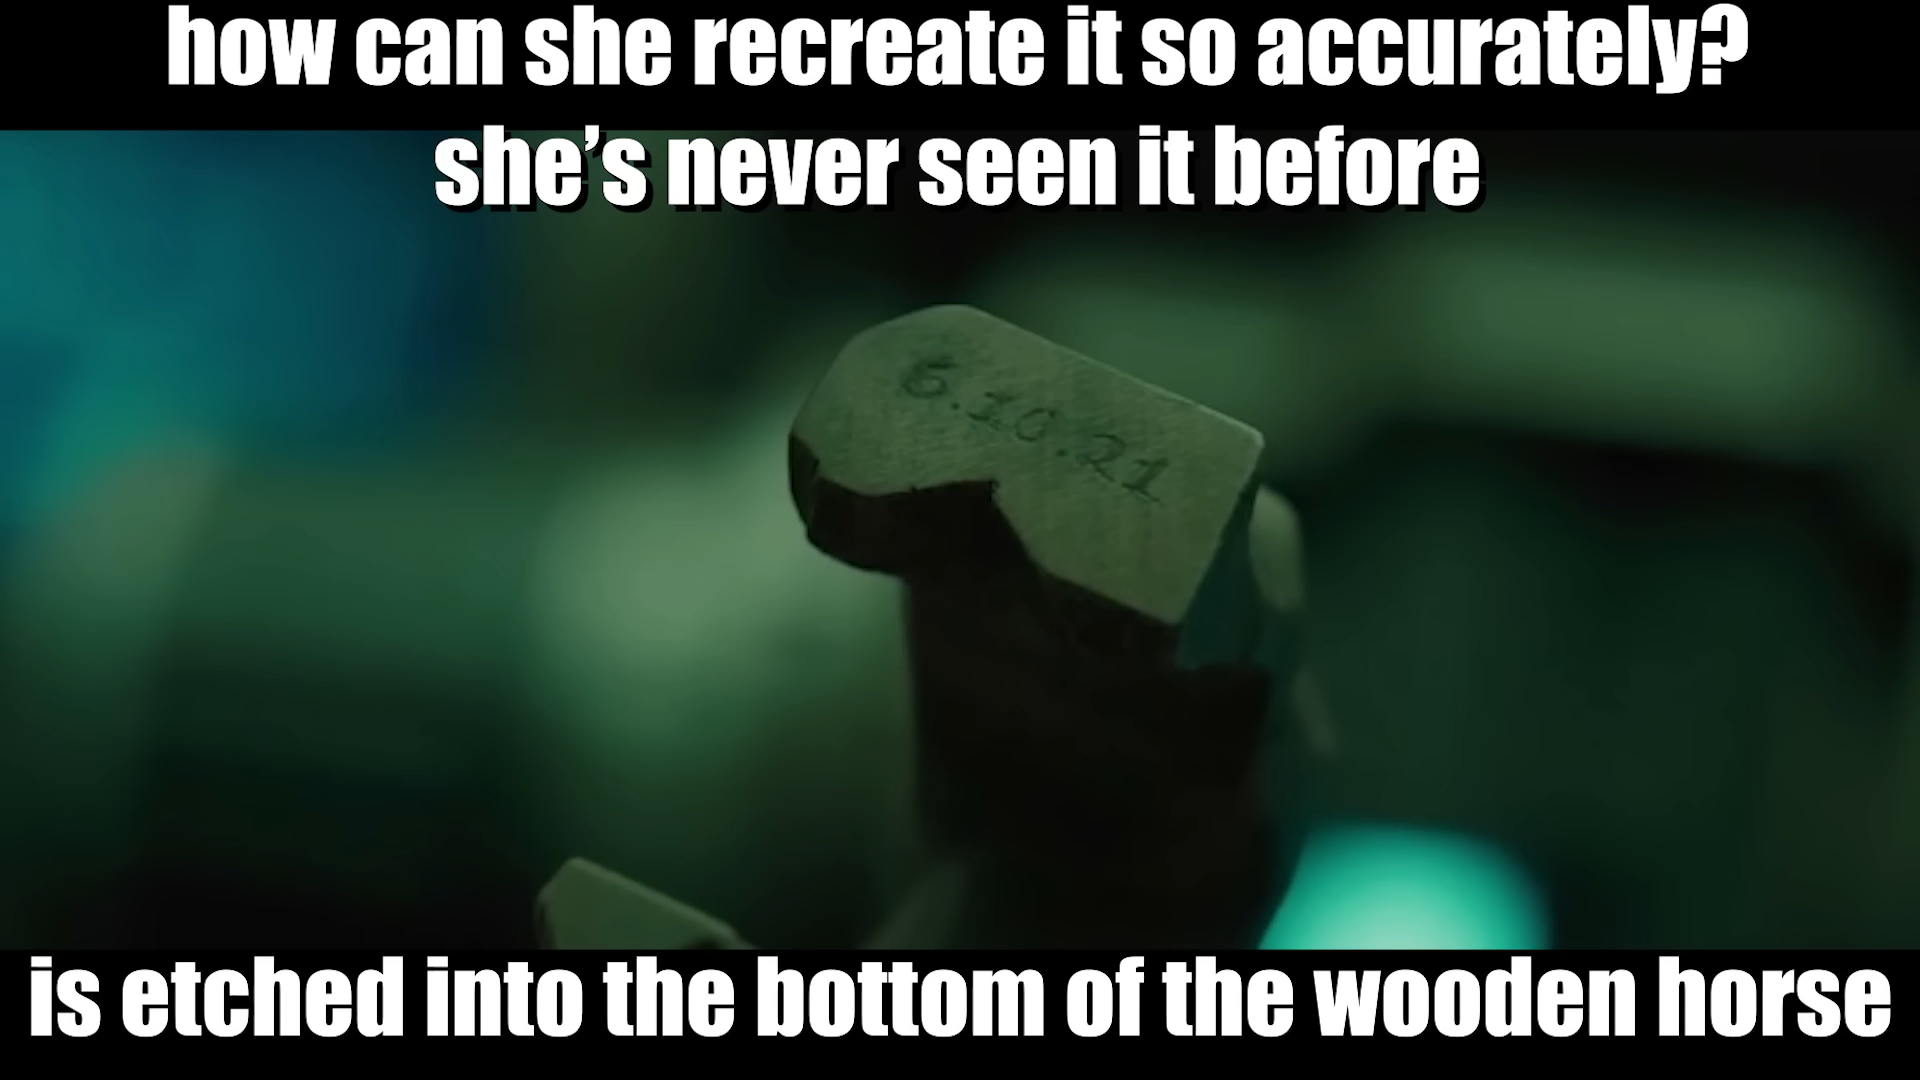 how can she recreate it so accurately?
she's never seen it before
6.10.21
is etched into the bottom of the wooden horse